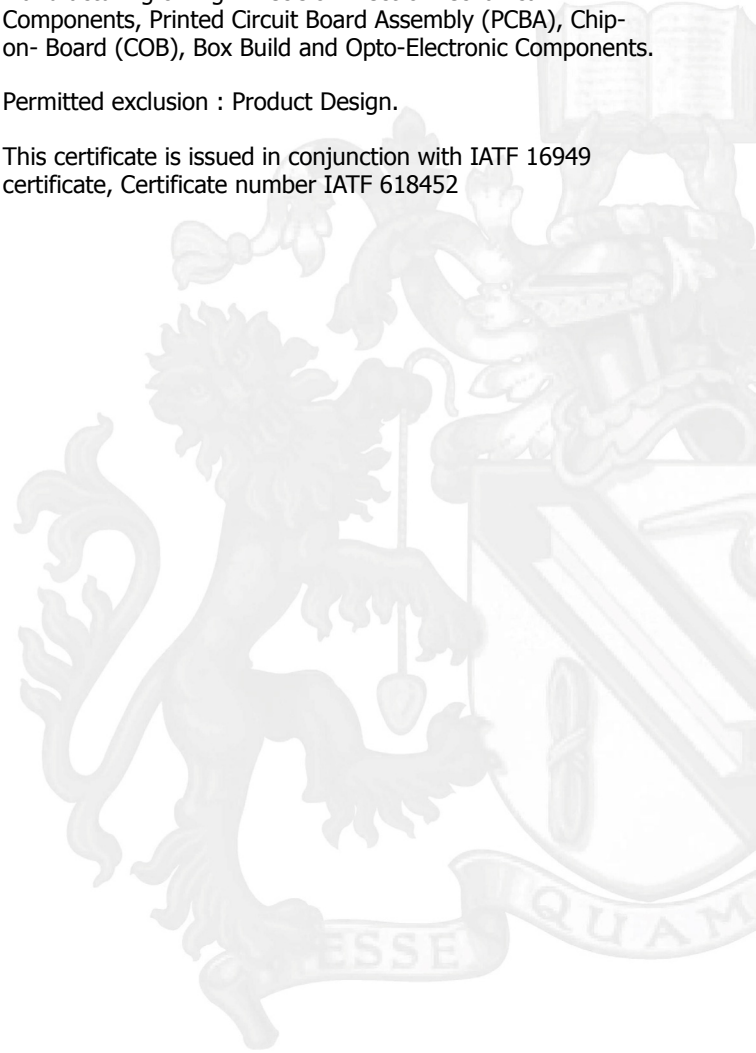 Components, Printed Circuit Board Assembly (PCBA), Chip-
on- Board (COB), Box Build and Opto-Electronic Components.
Permitted exclusion : Product Design.
This certificate is issued in conjunction with IATF 16949
certificate, Certificate number IATF 618452
ESSE
QUAM